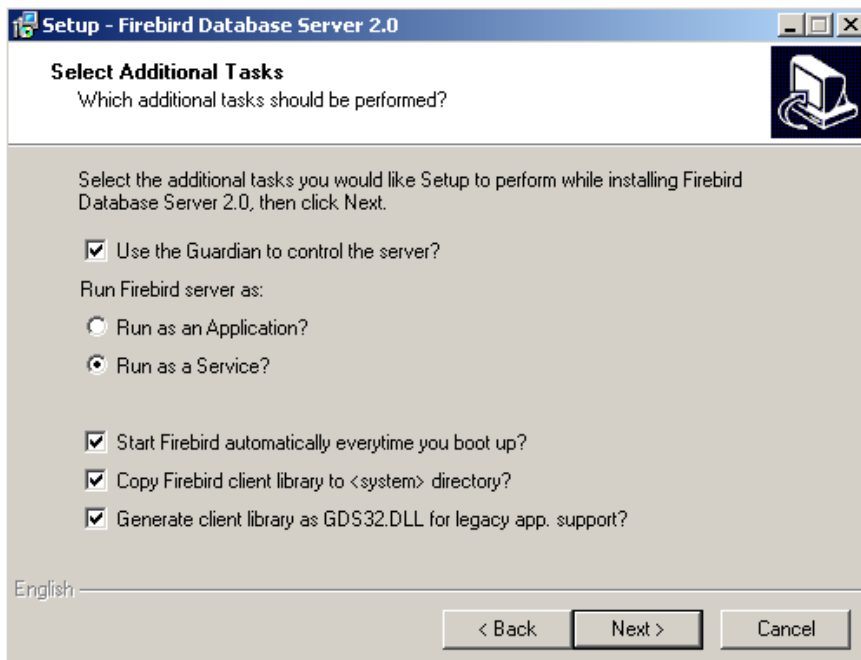 Setup - Firebird Database Server 2.0
Select Additional Tasks
Which additional tasks should be performed?
Select the additional tasks you would like Setup to perform while installing Firebird
Database Server 2.0, then click Next.
Use the Guardian to control the server?
Run Firebird server as:
Run as an Application?
Run as a Service?
Start Firebird automatically everytime you boot up?
Copy Firebird client library to <system> directory?
Generate client library as GDS32.DLL for legacy app. support?
English
< Back
Next >
Cancel